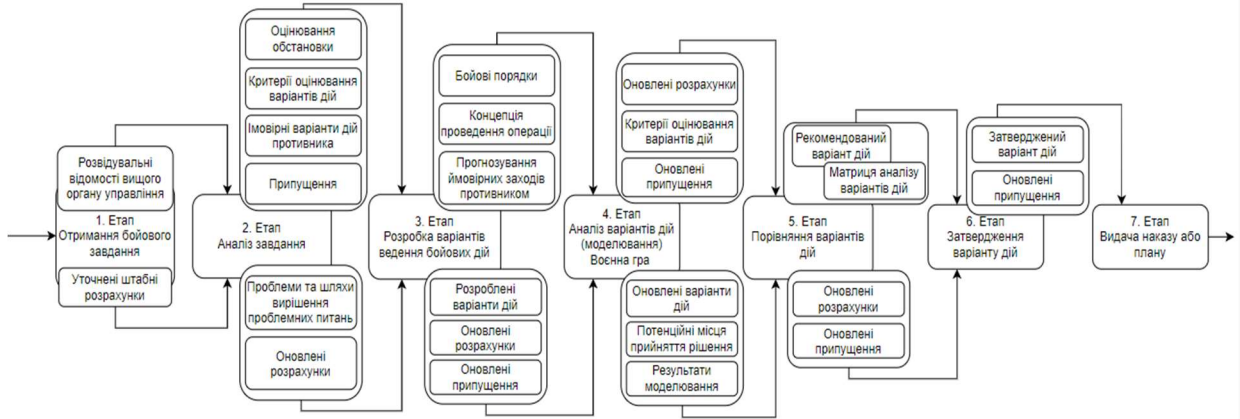 Розвідувальні
відомості вищого
органу управління
1. Етап
Отримання бойового
завдання
Уточнені штабні
розрахунки
Оцінювання
обстановки
Критерії оцінювання
варіантів дій
Імовірні варіанти дій
противника
Припущення
2. Етап
Аналіз завдання
Проблеми та шляхи
вирішення
проблемних питань
Оновлені
розрахунки
Бойові порядки
Концепція
проведення операції
Прогнозування
ймовірних заходів
противником
3. Етап
Розробка варіантів
ведення бойових дій
Розроблені
варіанти дій
Оновлені
розрахунки
Оновлені
припущення
Оновлені розрахунки
Критерії оцінювання
варіантів дій
Оновлені
припущення
4. Етап
Аналіз варіантів дій
(моделювання)
Воєнна гра
Оновлені варіанти
дій
Потенційні місця
прийняття рішення
Результати
моделювання
Рекомендований
варіант дій
Матриця аналізу
варіантів дій
5. Етап
Порівняння варіантів
дій
Оновлені
розрахунки
Оновлені
припущення
Затверджений
варіант дій
Оновлені
припущення
6. Етап
Затвердження
варіанту дій
7. Етап
Видача наказу або
плану